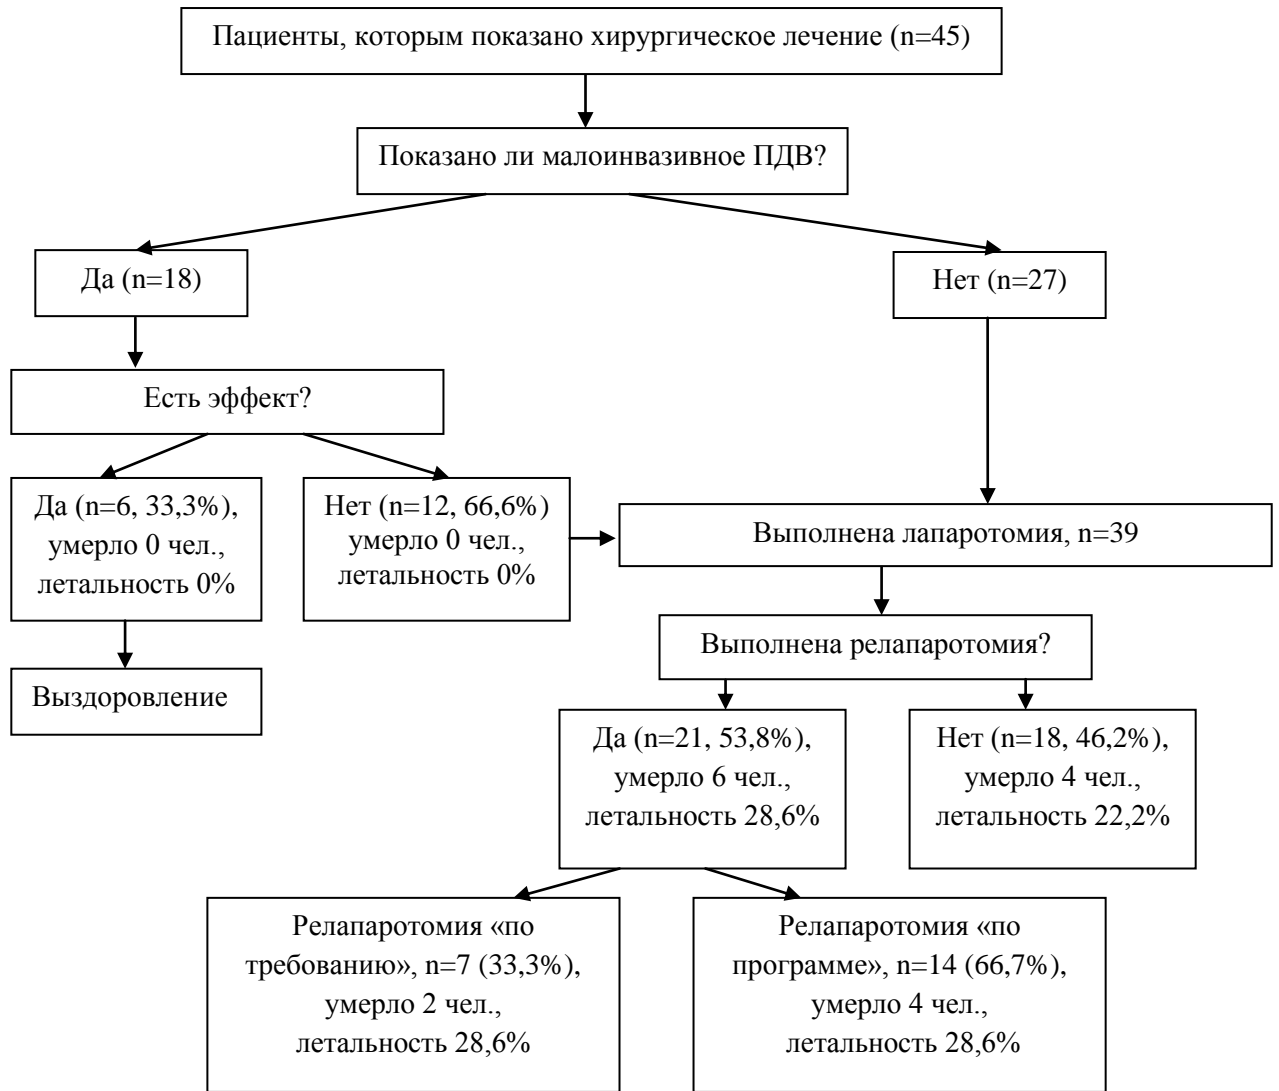 Пациенты, которым показано хирургическое лечение (n=45)
Показано ли малоинвазивное ПДВ?
Да (n=18)
Нет (n=27)
Есть эффект?
Да (n=6, 33,3%),
умерло 0 чел.,
летальность 0%
Нет (n=12, 66,6%)
умерло 0 чел.,
летальность 0%
Выполнена лапаротомия, n=39
Выздоровление
Выполнена релапаротомия?
Да (n=21, 53,8%),
умерло 6 чел.,
летальность 28,6%
Нет (n=18, 46,2%),
умерло 4 чел.,
летальность 22,2%
Релапаротомия «по
требованию», n=7 (33,3%),
умерло 2 чел.,
летальность 28,6%
Релапаротомия «по
программе», n=14 (66,7%),
умерло 4 чел.,
летальность 28,6%